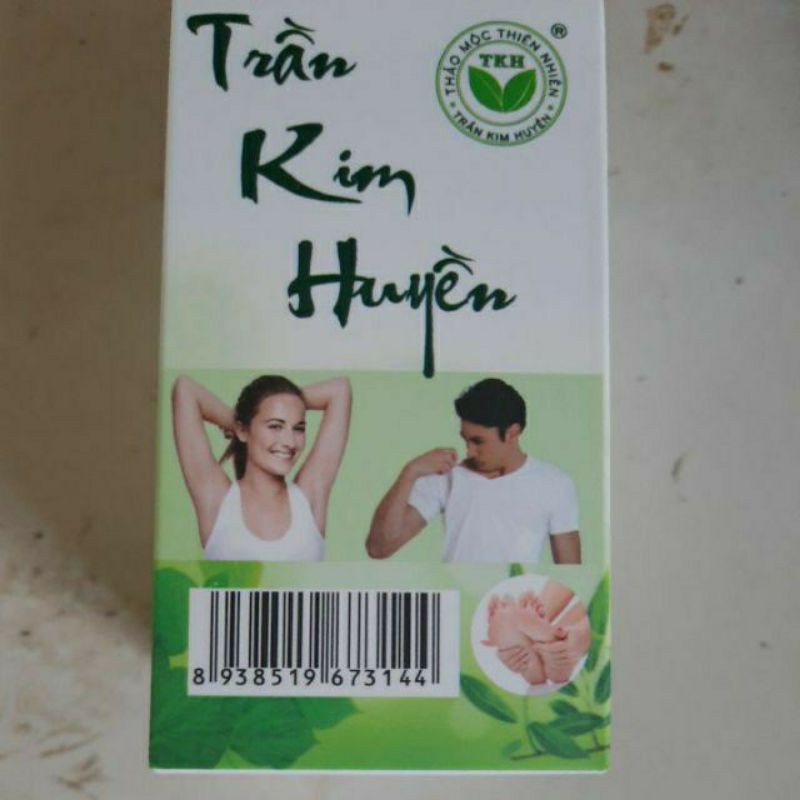 Trần
Kim
Huyền
THẢO MỘC THIÊN NHIÊN
®
TKH
TRẦN KIM HUYỀN
8 938519 673144